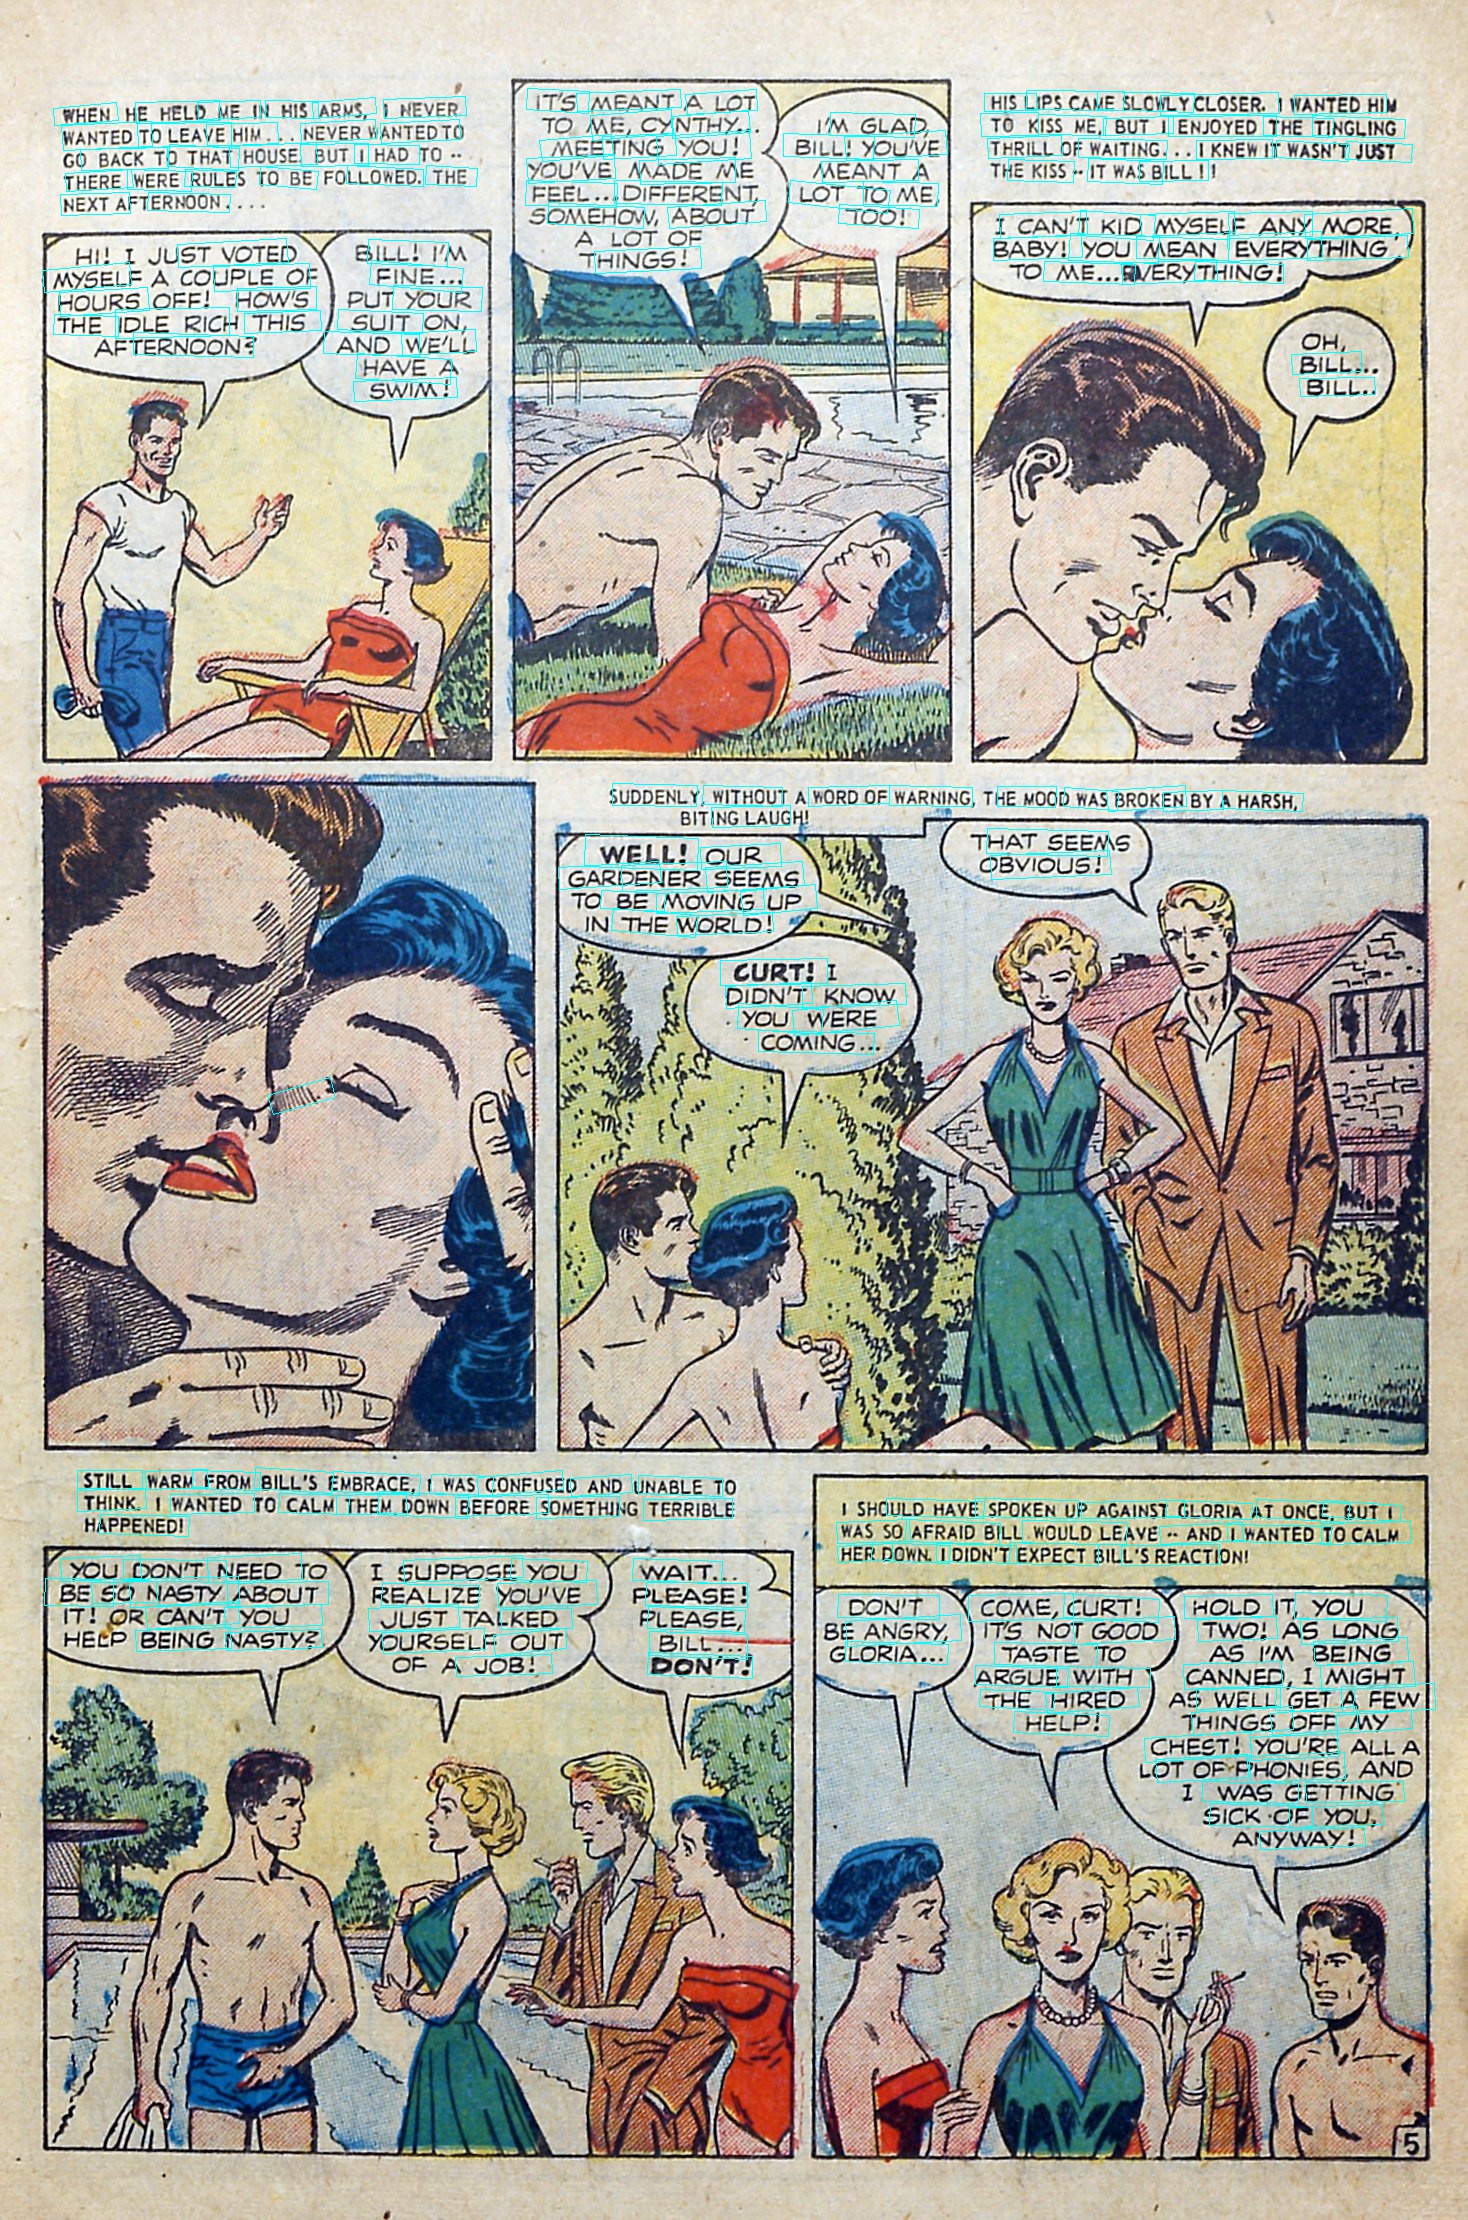 WHEN HE HELD ME IN HIS ARMS, I NEVER
WANTED TO LEAVE HIM... NEVER WANTED TO
GO BACK TO THAT HOUSE. BUT I HAD TO --
THERE WERE RULES TO BE FOLLOWED. THE
NEXT AFTERNOON....
HI! I JUST VOTED
MYSELF A COUPLE OF
HOURS OFF! HOW'S
THE IDLE RICH THIS
AFTERNOON?
BILL! I'M
FINE...
PUT YOUR
SUIT ON,
AND WE'LL
HAVE A
SWIM!
IT'S MEANT A LOT
TO ME, CYNTHY...
MEETING YOU!
YOU'VE MADE ME
FEEL... DIFFERENT,
SOMEHOW, ABOUT
A LOT OF
THINGS!
I'M GLAD,
BILL! YOU'VE
MEANT A
LOT TO ME,
TOO!
HIS LIPS CAME SLOWLY CLOSER. I WANTED HIM
TO KISS ME, BUT I ENJOYED THE TINGLING
THRILL OF WAITING... I KNEW IT WASN'T JUST
THE KISS -- IT WAS BILL!!
I CAN'T KID MYSELF ANY MORE,
BABY! YOU MEAN EVERYTHING
TO ME...EVERYTHING!
OH,
BILL...
BILL..
SUDDENLY, WITHOUT A WORD OF WARNING, THE MOOD WAS BROKEN BY A HARSH,
BITING LAUGH!
WELL! OUR
GARDENER SEEMS
TO BE MOVING UP
IN THE WORLD!
THAT SEEMS
OBVIOUS!
CURT! I
DIDN'T KNOW
YOU WERE
COMING...
STILL WARM FROM BILL'S EMBRACE, I WAS CONFUSED AND UNABLE TO
THINK. I WANTED TO CALM THEM DOWN BEFORE SOMETHING TERRIBLE
HAPPENED!
YOU DON'T NEED TO
BE SO NASTY ABOUT
IT! OR CAN'T YOU
HELP BEING NASTY?
I SUPPOSE YOU
REALIZE YOU'VE
JUST TALKED
YOURSELF OUT
OF A JOB!
WAIT...
PLEASE!
PLEASE,
BILL...
DON'T!
I SHOULD HAVE SPOKEN UP AGAINST GLORIA AT ONCE, BUT I
WAS SO AFRAID BILL WOULD LEAVE -- AND I WANTED TO CALM
HER DOWN. I DIDN'T EXPECT BILL'S REACTION!
DON'T
BE ANGRY,
GLORIA...
COME, CURT!
IT'S NOT GOOD
TASTE TO
ARGUE WITH
THE HIRED
HELP!
HOLD IT, YOU
TWO! AS LONG
AS I'M BEING
CANNED, I MIGHT
AS WELL GET A FEW
THINGS OFF MY
CHEST! YOU'RE ALL A
LOT OF PHONIES, AND
I WAS GETTING
SICK OF YOU,
ANYWAY!
5